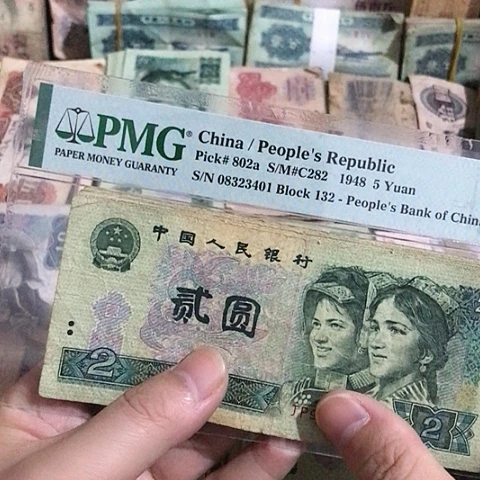 PMG®
PAPER MONEY GUARANTY
China / People's Republic
Pick# 802a S/M#C282 1948 5 Yuan
S/N 08323401 Block 132 - People's Bank of China
中国人民银行
贰圆
2
2